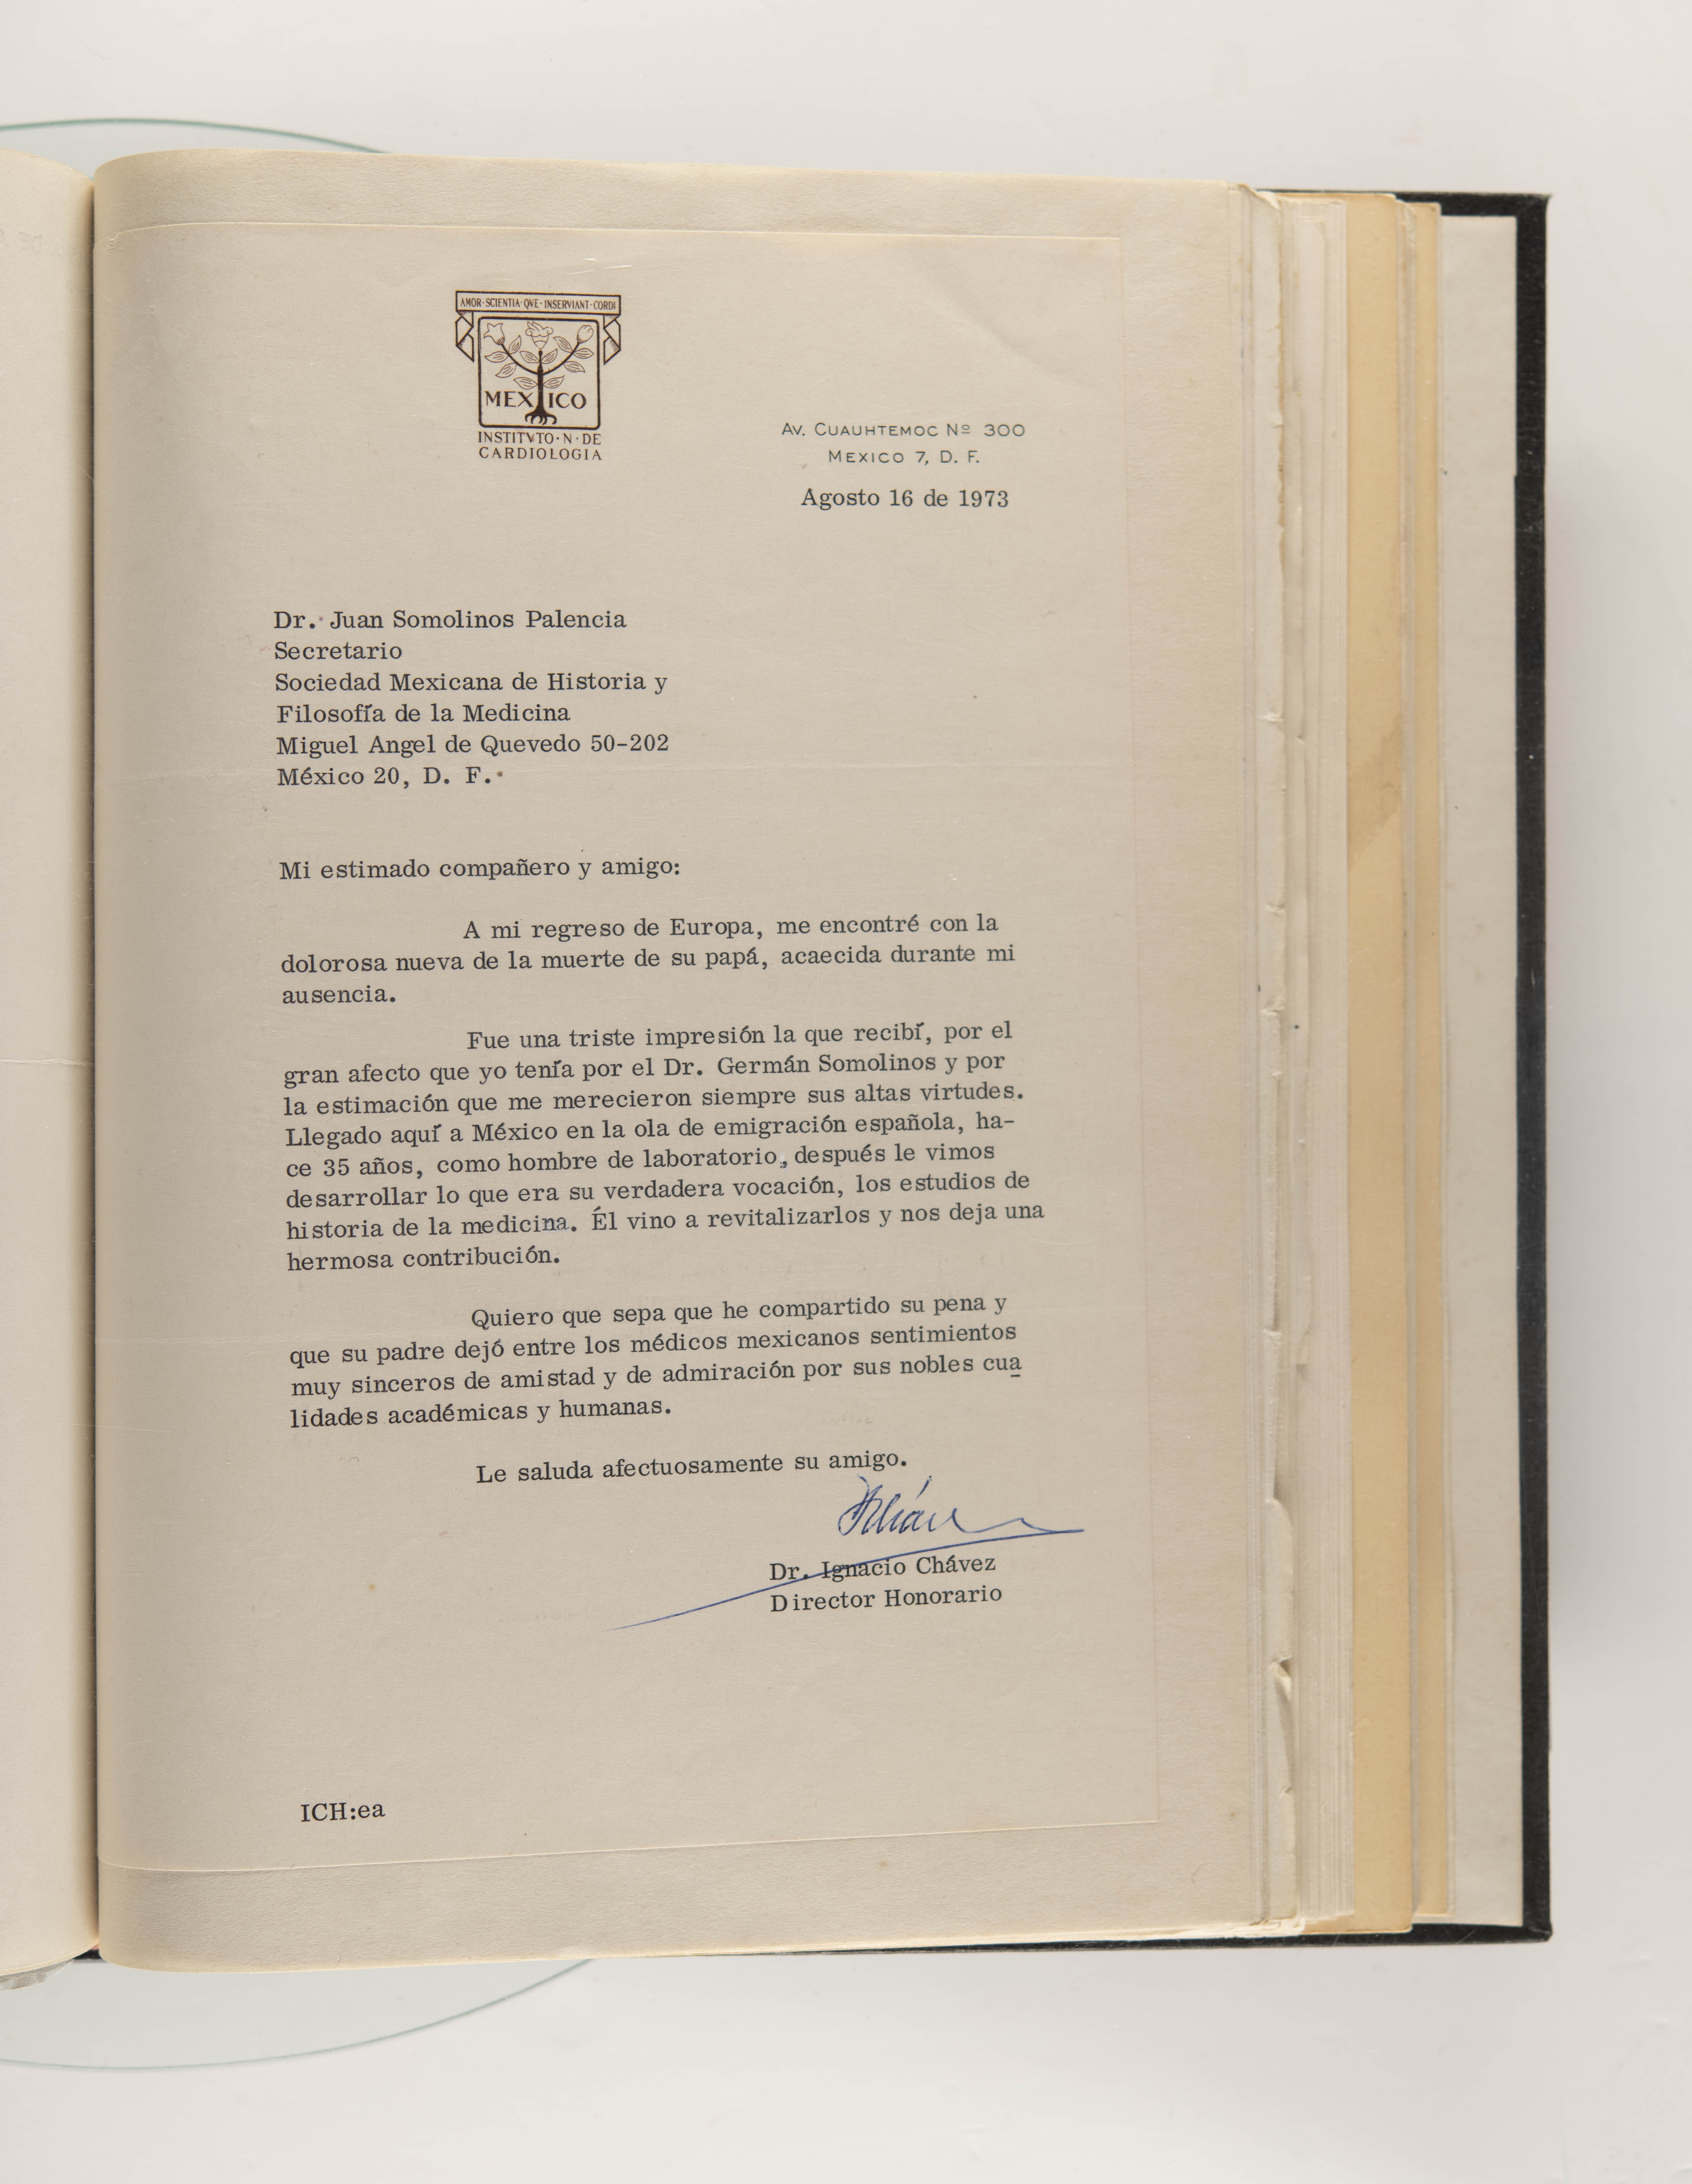 AMOR·SCIENTIA·QVE·INSERVIANT·CORDI
MEXICO
INSTITVTO·N·DE
CARDIOLOGIA
AV. CUAUHTEMOC Nº 300
MEXICO 7, D. F.
Agosto 16 de 1973
Dr. Juan Somolinos Palencia
Secretario
Sociedad Mexicana de Historia y
Filosofía de la Medicina
Miguel Angel de Quevedo 50-202
México 20, D. F.
Mi estimado compañero y amigo:
A mi regreso de Europa, me encontré con la
dolorosa nueva de la muerte de su papá, acaecida durante mi
ausencia.
Fue una triste impresión la que recibí, por el
gran afecto que yo tenía por el Dr. Germán Somolinos y por
la estimación que me merecieron siempre sus altas virtudes.
Llegado aquí a México en la ola de emigración española, ha-
ce 35 años, como hombre de laboratorio, después le vimos
desarrollar lo que era su verdadera vocación, los estudios de
historia de la medicina. Él vino a revitalizarlos y nos deja una
hermosa contribución.
Quiero que sepa que he compartido su pena y
que su padre dejó entre los médicos mexicanos sentimientos
muy sinceros de amistad y de admiración por sus nobles cua
lidades académicas y humanas.
Le saluda afectuosamente su amigo.
Dr. Ignacio Chávez
Director Honorario
ICH:ea